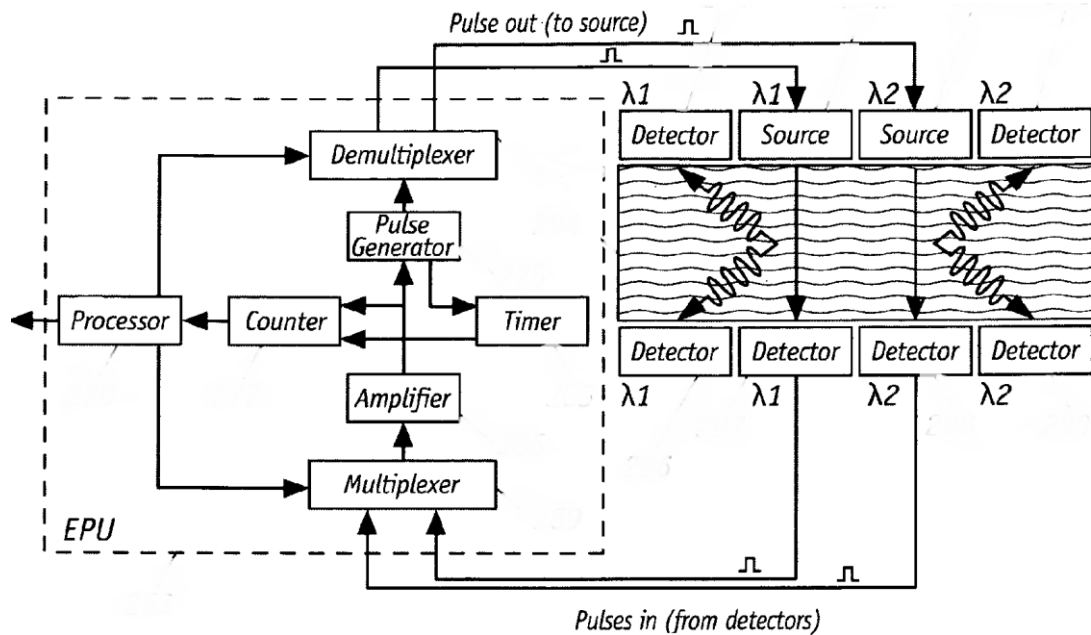 Pulse out (to source)
λ1 λ1 λ2 λ2
Detector Source Source Detector
Demultiplexer
Pulse
Generator
Processor Counter Timer
Detector Detector Detector Detector
λ1 λ1 λ2 λ2
Amplifier
Multiplexer
EPU
Pulses in (from detectors)